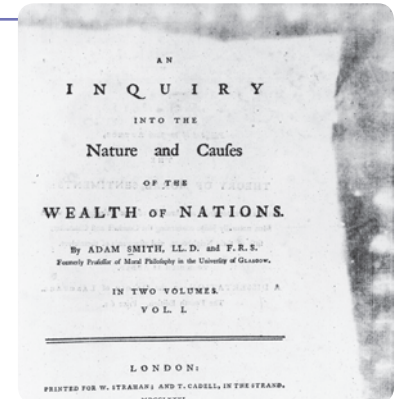 AN
INQUIRY
INTO THE
Nature and Cauſes
OF THE
WEALTH OF NATIONS.
By ADAM SMITH, LL. D. and F. R. S.
Formerly Profeſſor of Moral Philoſophy in the Univerſity of GLASGOW.
IN TWO VOLUMES.
VOL. I.
LONDON:
PRINTED FOR W. STRAHAN; AND T. CADELL, IN THE STRAND.